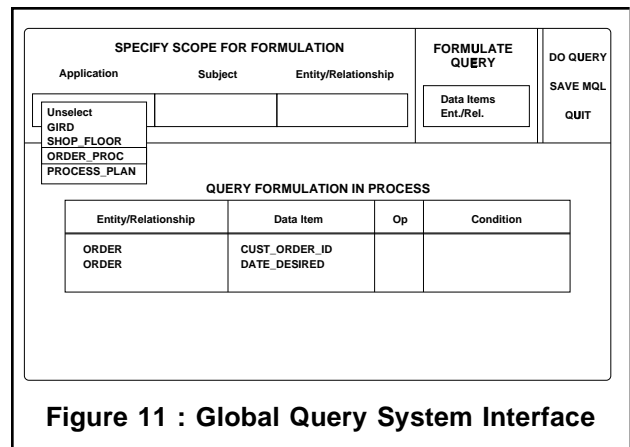 SPECIFY SCOPE FOR FORMULATION
Application Subject Entity/Relationship
Unselect
GIRD
SHOP_FLOOR
ORDER_PROC
PROCESS_PLAN
FORMULATE
QUERY
Data Items
Ent./Rel.
DO QUERY
SAVE MQL
QUIT
QUERY FORMULATION IN PROCESS
Entity/Relationship Data Item Op Condition
ORDER CUST_ORDER_ID
ORDER DATE_DESIRED
Figure 11 : Global Query System Interface